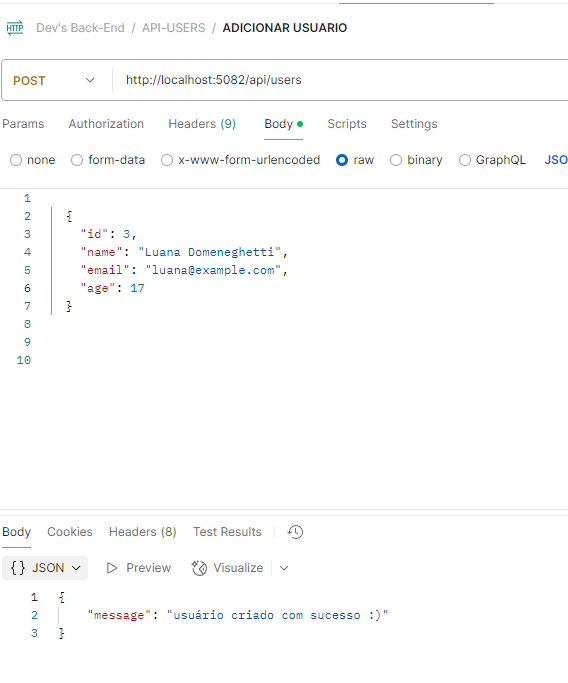 HTTP Dev's Back-End / API-USERS / ADICIONAR USUARIO
POST http://localhost:5082/api/users
Params Authorization Headers (9) Body Scripts Settings
none form-data x-www-form-urlencoded raw binary GraphQL JSO
1
2 {
3 "id": 3,
4 "name": "Luana Domeneghetti",
5 "email": "luana@example.com",
6 "age": 17
7 }
8
9
10
Body Cookies Headers (8) Test Results
{} JSON Preview Visualize
1 {
2 "message": "usuário criado com sucesso :)"
3 }